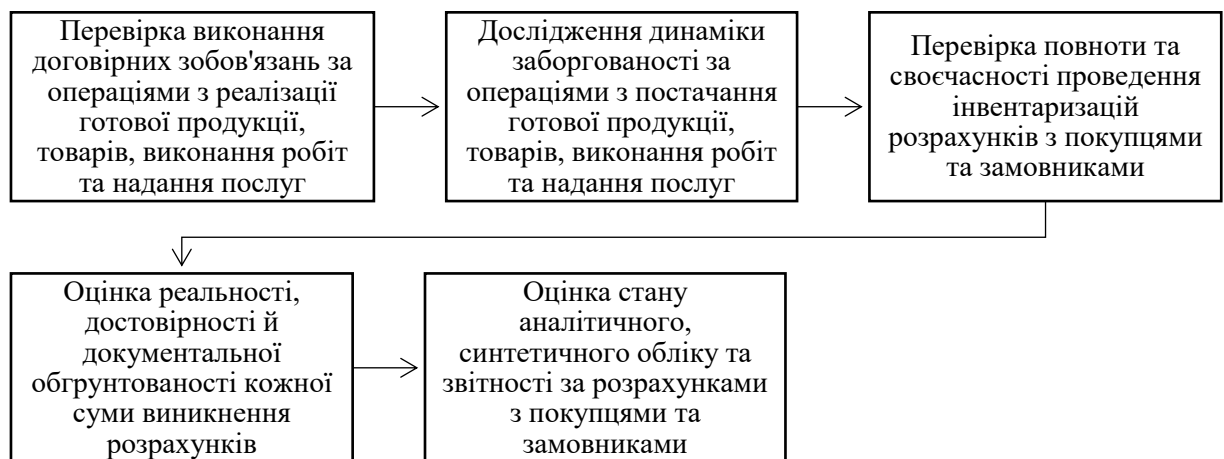 Перевірка виконання
договірних зобов'язань за
операціями з реалізації
готової продукції,
товарів, виконання робіт
та надання послуг
Дослідження динаміки
заборгованості за
операціями з постачання
готової продукції,
товарів, виконання робіт
та надання послуг
Перевірка повноти та
своєчасності проведення
інвентаризацій
розрахунків з покупцями
та замовниками
Оцінка реальності,
достовірності й
документальної
обгрунтованості кожної
суми виникнення
розрахунків
Оцінка стану
аналітичного,
синтетичного обліку та
звітності за розрахунками
з покупцями та
замовниками